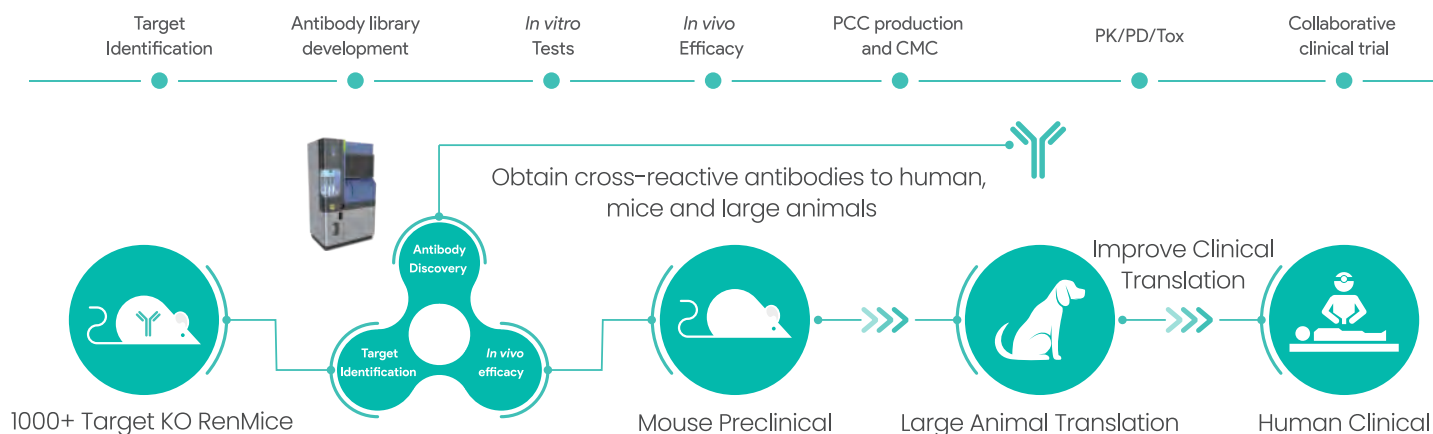 Target
Identification
Antibody library
development
In vitro
Tests
In vivo
Efficacy
PCC production
and CMC
PK/PD/Tox
Collaborative
clinical trial
Obtain cross-reactive antibodies to human,
mice and large animals
Antibody
Discovery
Target
Identification
In vivo
efficacy
Improve Clinical
Translation
1000+ Target KO RenMice
Mouse Preclinical
Large Animal Translation
Human Clinical